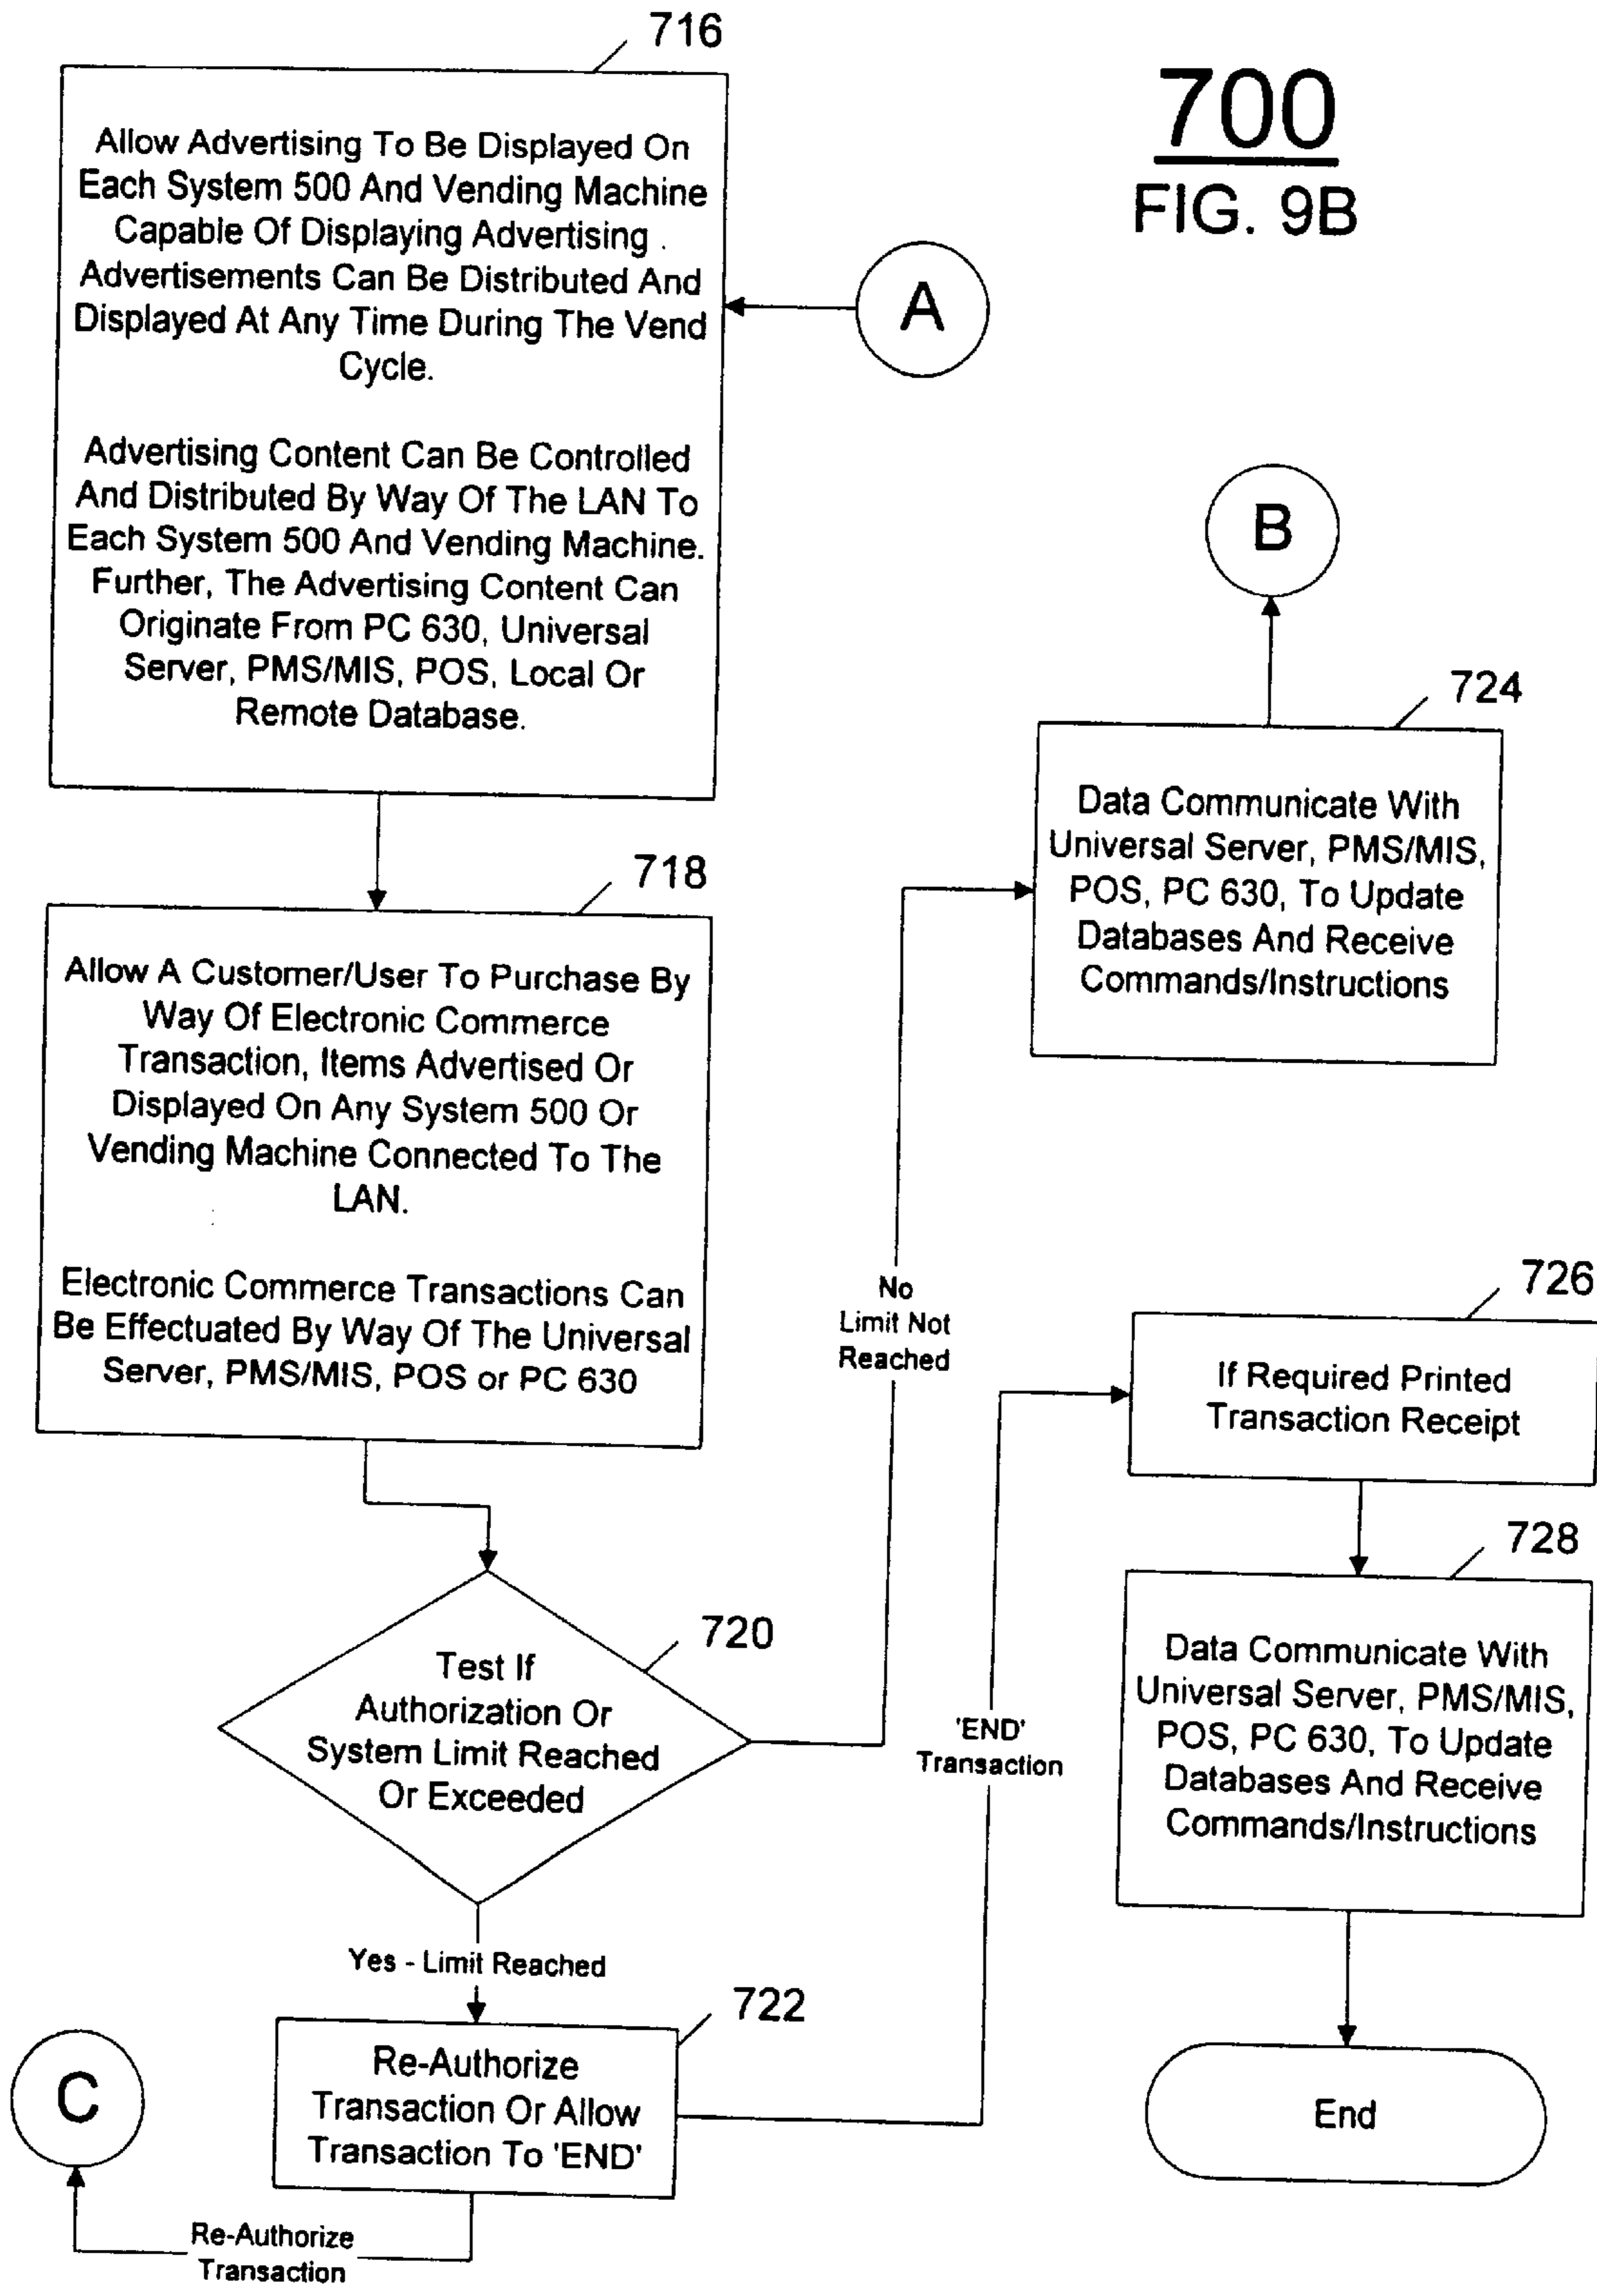 716
700
FIG. 9B
Allow Advertising To Be Displayed On
Each System 500 And Vending Machine
Capable Of Displaying Advertising .
Advertisements Can Be Distributed And
Displayed At Any Time During The Vend
Cycle.
Advertising Content Can Be Controlled
And Distributed By Way Of The LAN To
Each System 500 And Vending Machine.
Further, The Advertising Content Can
Originate From PC 630, Universal
Server, PMS/MIS, POS, Local Or
Remote Database.
A
B
718
Allow A Customer/User To Purchase By
Way Of Electronic Commerce
Transaction, Items Advertised Or
Displayed On Any System 500 Or
Vending Machine Connected To The
LAN.
Electronic Commerce Transactions Can
Be Effectuated By Way Of The Universal
Server, PMS/MIS, POS or PC 630
724
Data Communicate With
Universal Server, PMS/MIS,
POS, PC 630, To Update
Databases And Receive
Commands/Instructions
No
Limit Not
Reached
720
Test If
Authorization Or
System Limit Reached
Or Exceeded
Yes - Limit Reached
722
Re-Authorize
Transaction Or Allow
Transaction To 'END'
C
Re-Authorize
Transaction
'END'
Transaction
726
If Required Printed
Transaction Receipt
728
Data Communicate With
Universal Server, PMS/MIS,
POS, PC 630, To Update
Databases And Receive
Commands/Instructions
End